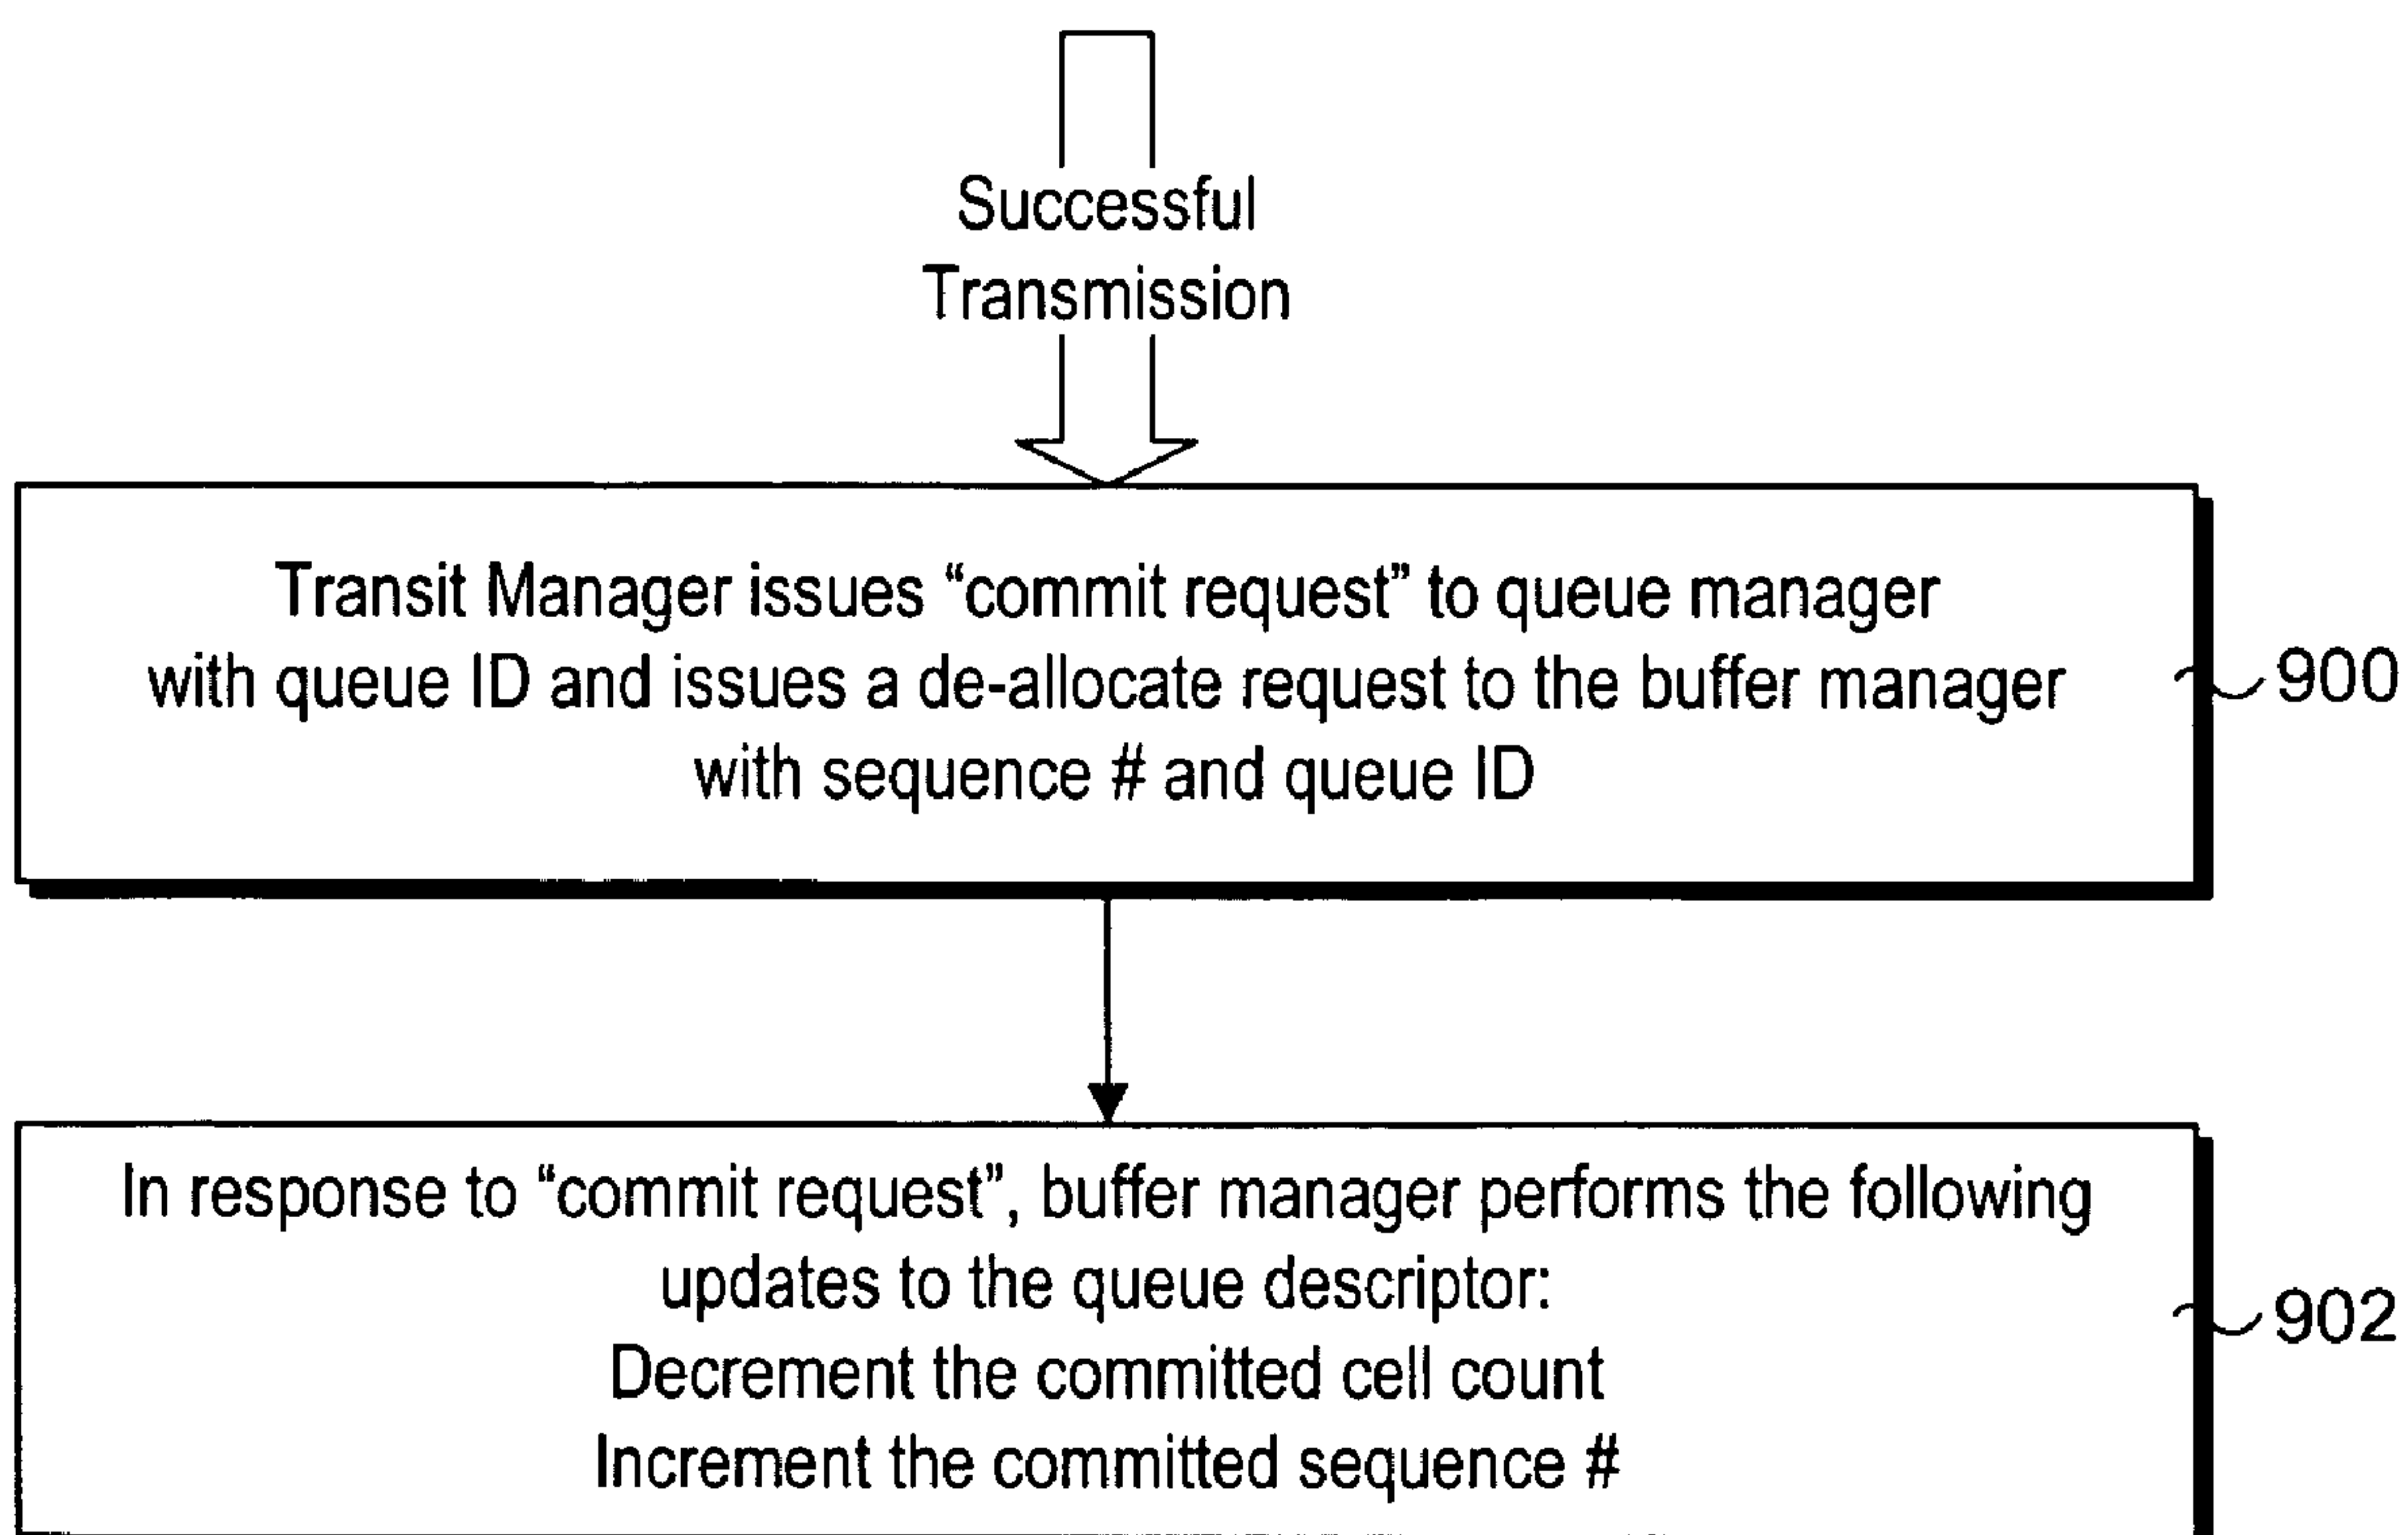 Successful
Transmission
Transit Manager issues “commit request” to queue manager
with queue ID and issues a de-allocate request to the buffer manager
with sequence # and queue ID
900
In response to “commit request”, buffer manager performs the following
updates to the queue descriptor:
Decrement the committed cell count
Increment the committed sequence #
902